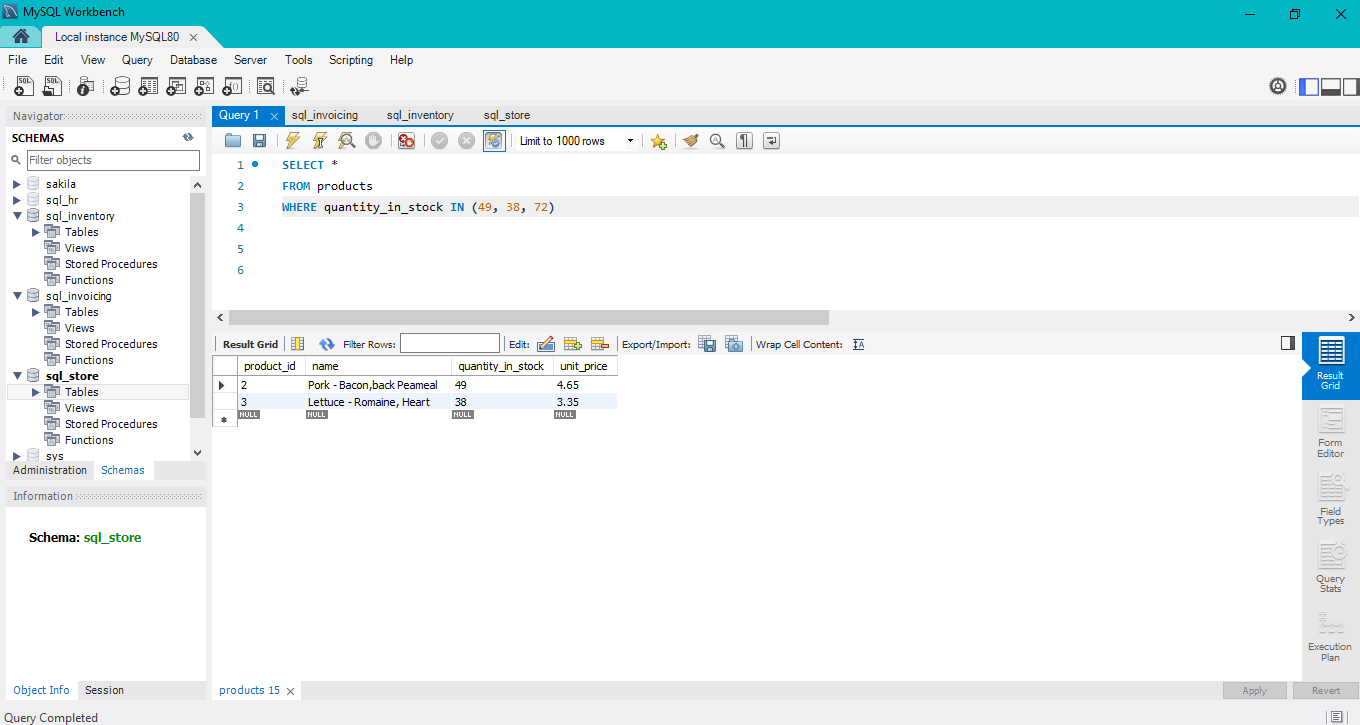 MySQL Workbench
Local instance MySQL80
File Edit View Query Database Server Tools Scripting Help
Navigator
SCHEMAS
Filter objects
sakila
sql_hr
sql_inventory
Tables
Views
Stored Procedures
Functions
sql_invoicing
Tables
Views
Stored Procedures
Functions
sql_store
Tables
Views
Stored Procedures
Functions
sys
Administration Schemas
Information
Schema: sql_store
Object Info Session
Query 1 sql_invoicing sql_inventory sql_store
Limit to 1000 rows
1 SELECT *
2 FROM products
3 WHERE quantity_in_stock IN (49, 38, 72)
4
5
6
Result Grid Filter Rows: Edit: Export/Import: Wrap Cell Content: IA
product_id name quantity_in_stock unit_price
2 Pork - Bacon,back Peameal 49 4.65
3 Lettuce - Romaine, Heart 38 3.35
NULL NULL NULL NULL
Result
Grid
Form
Editor
Field
Types
Query
Stats
Execution
Plan
products 15
Apply Revert
Query Completed